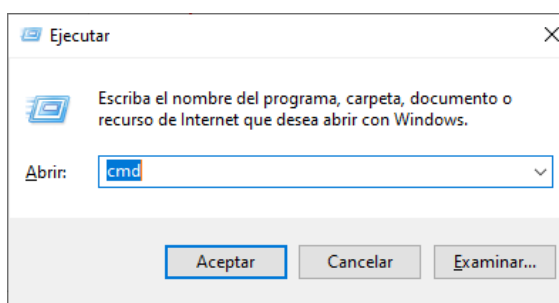 Ejecutar
Escriba el nombre del programa, carpeta, documento o
recurso de Internet que desea abrir con Windows.
Abrir: cmd
Aceptar Cancelar Examinar...